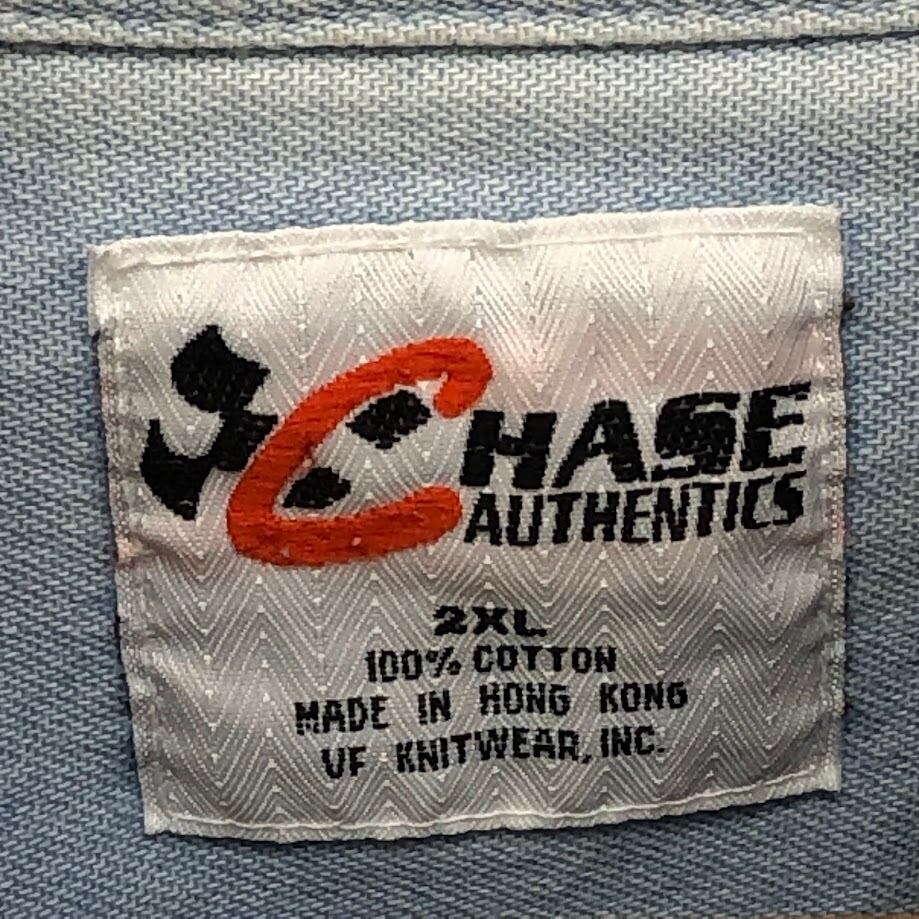 CHASE
AUTHENTICS
2XL
100% COTTON
MADE IN HONG KONG
VF KNITWEAR, INC.